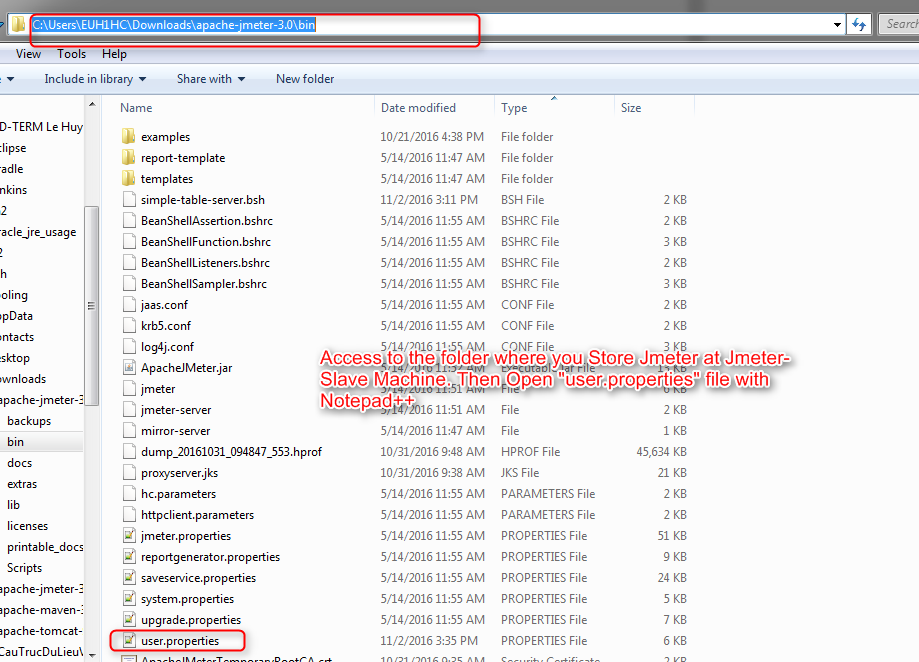 C:\Users\EUH1HC\Downloads\apache-jmeter-3.0\bin Search
View Tools Help
Include in library Share with New folder
Name Date modified Type Size
D-TERM Le Huy
clipse
radle
nkins
oracle_jre_usage
ooling
ppData
ontacts
esktop
ownloads
apache-jmeter-3
backups
bin
docs
extras
lib
licenses
printable_docs
Scripts
apache-jmeter-3
apache-maven-3
apache-tomcat-
CauTrucDuLieu\
examples 10/21/2016 4:38 PM File folder
report-template 5/14/2016 11:47 AM File folder
templates 5/14/2016 11:47 AM File folder
simple-table-server.bsh 11/2/2016 3:11 PM BSH File 2 KB
BeanShellAssertion.bshrc 5/14/2016 11:55 AM BSHRC File 2 KB
BeanShellFunction.bshrc 5/14/2016 11:55 AM BSHRC File 3 KB
BeanShellListeners.bshrc 5/14/2016 11:55 AM BSHRC File 2 KB
BeanShellSampler.bshrc 5/14/2016 11:55 AM BSHRC File 3 KB
jaas.conf 5/14/2016 11:55 AM CONF File 2 KB
krb5.conf 5/14/2016 11:55 AM CONF File 2 KB
log4j.conf 5/14/2016 11:55 AM CONF File 3 KB
Access to the folder where you Store Jmeter at Jmeter-
Slave Machine. Then Open "user.properties" file with
Notepad++
ApacheJMeter.jar
jmeter 5/14/2016 11:51 AM File 6 KB
jmeter-server 5/14/2016 11:51 AM File 2 KB
mirror-server 5/14/2016 11:47 AM File 1 KB
dump_20161031_094847_553.hprof 10/31/2016 9:48 AM HPROF File 45,634 KB
proxyserver.jks 10/31/2016 9:38 AM JKS File 21 KB
hc.parameters 5/14/2016 11:55 AM PARAMETERS File 2 KB
httpclient.parameters 5/14/2016 11:55 AM PARAMETERS File 2 KB
jmeter.properties 5/14/2016 11:55 AM PROPERTIES File 51 KB
reportgenerator.properties 5/14/2016 11:55 AM PROPERTIES File 9 KB
saveservice.properties 5/14/2016 11:55 AM PROPERTIES File 24 KB
system.properties 5/14/2016 11:55 AM PROPERTIES File 5 KB
upgrade.properties 5/14/2016 11:55 AM PROPERTIES File 7 KB
user.properties 11/2/2016 3:35 PM PROPERTIES File 6 KB
ApacheJMeterTemporaryRootCA.crt 10/31/2016 9:35 AM Security Certificate 2 KB